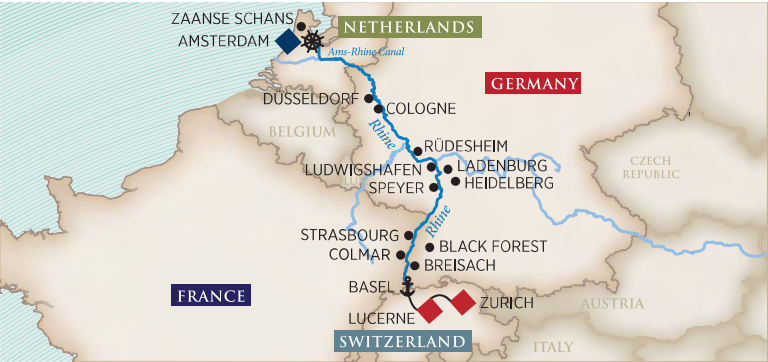 ZAANSE SCHANS
NETHERLANDS
AMSTERDAM
Ams-Rhine Canal
GERMANY
DÜSSELDORF
COLOGNE
BELGIUM
Rhine
RÜDESHEIM
LUDWIGSHAFEN
LADENBURG
CZECH
REPUBLIC
SPEYER
HEIDELBERG
Rhine
STRASBOURG
BLACK FOREST
COLMAR
BREISACH
BASEL
FRANCE
ZURICH
AUSTRIA
LUCERNE
SWITZERLAND
ITALY